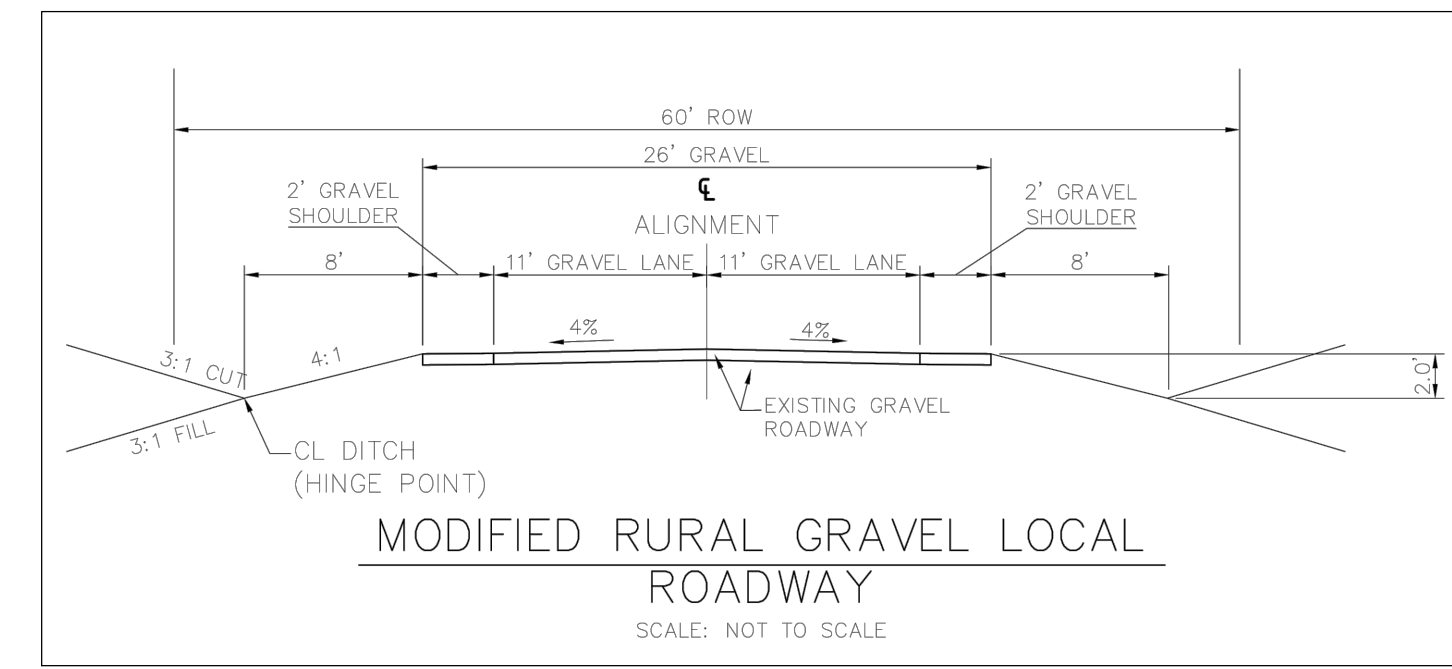 60' ROW
26' GRAVEL
℄
ALIGNMENT
2' GRAVEL
SHOULDER
2' GRAVEL
SHOULDER
8'
11' GRAVEL LANE
11' GRAVEL LANE
8'
4%
4%
3:1 CUT
4:1
2.0'
3:1 FILL
EXISTING GRAVEL
ROADWAY
CL DITCH
(HINGE POINT)
MODIFIED RURAL GRAVEL LOCAL
ROADWAY
SCALE: NOT TO SCALE